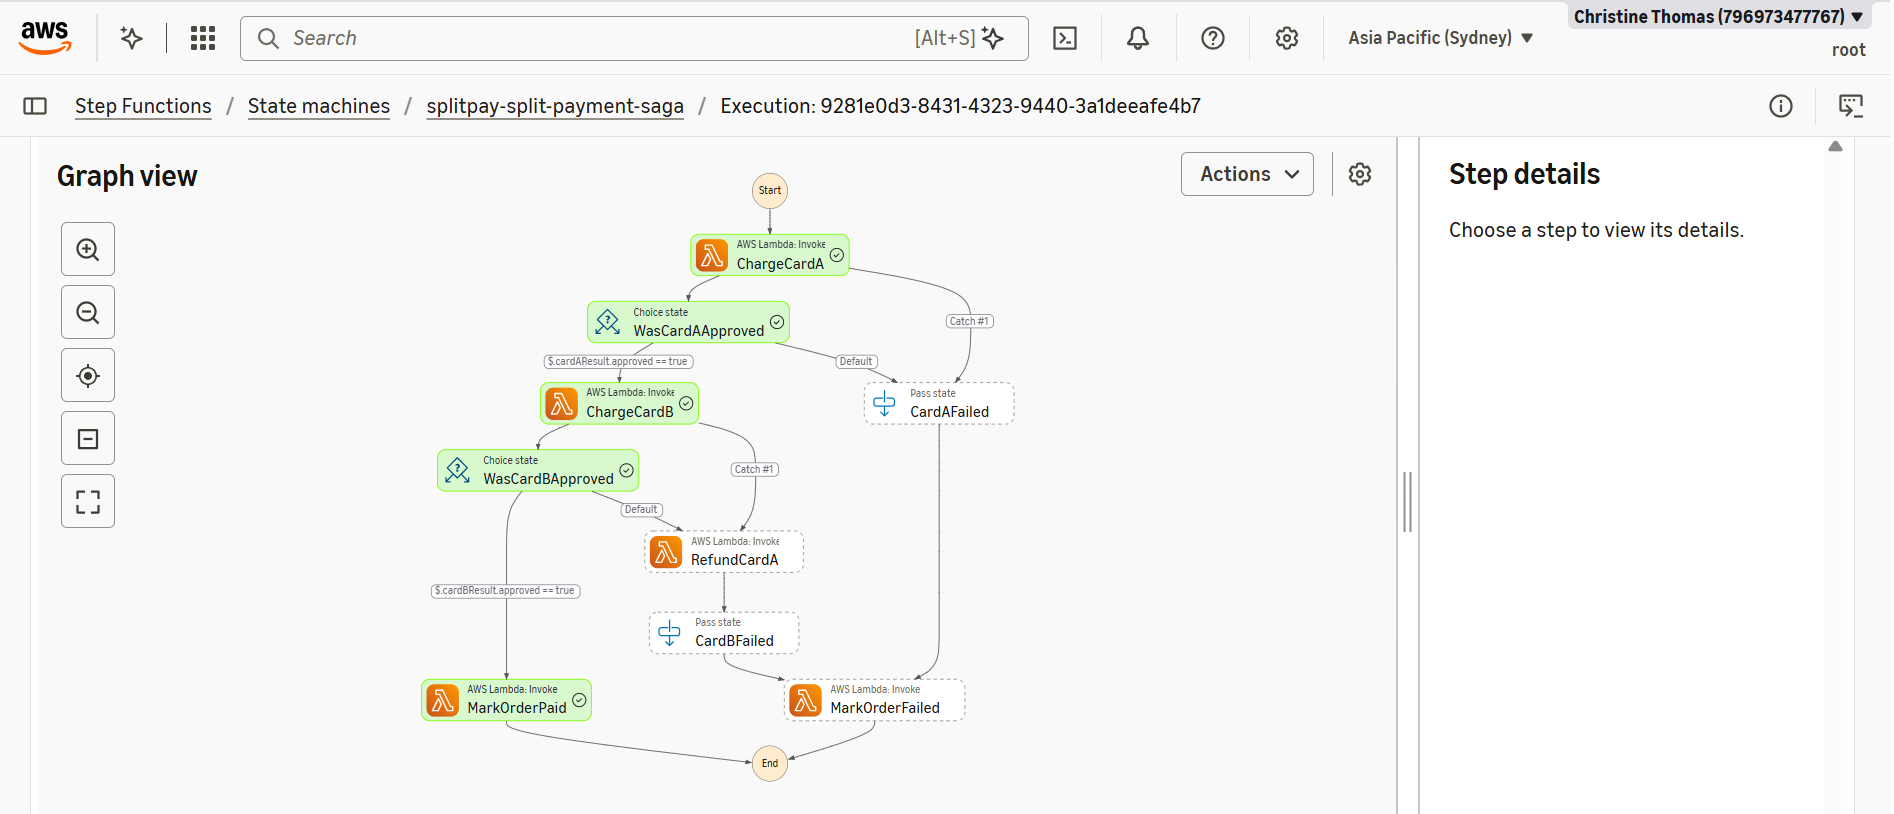 aws
Search
[Alt+S]
Asia Pacific (Sydney)
Christine Thomas (796973477767)
root
Step Functions / State machines / splitpay-split-payment-saga / Execution: 9281e0d3-8431-4323-9440-3a1deeafe4b7
Graph view
Actions
Start
AWS Lambda: Invoke
ChargeCardA
Choice state
WasCardAApproved
Catch #1
$.cardAResult.approved == true
Default
AWS Lambda: Invoke
ChargeCardB
Pass state
CardAFailed
Choice state
WasCardBApproved
Catch #1
Default
AWS Lambda: Invoke
RefundCardA
$.cardBResult.approved == true
Pass state
CardBFailed
AWS Lambda: Invoke
MarkOrderPaid
AWS Lambda: Invoke
MarkOrderFailed
End
Step details
Choose a step to view its details.